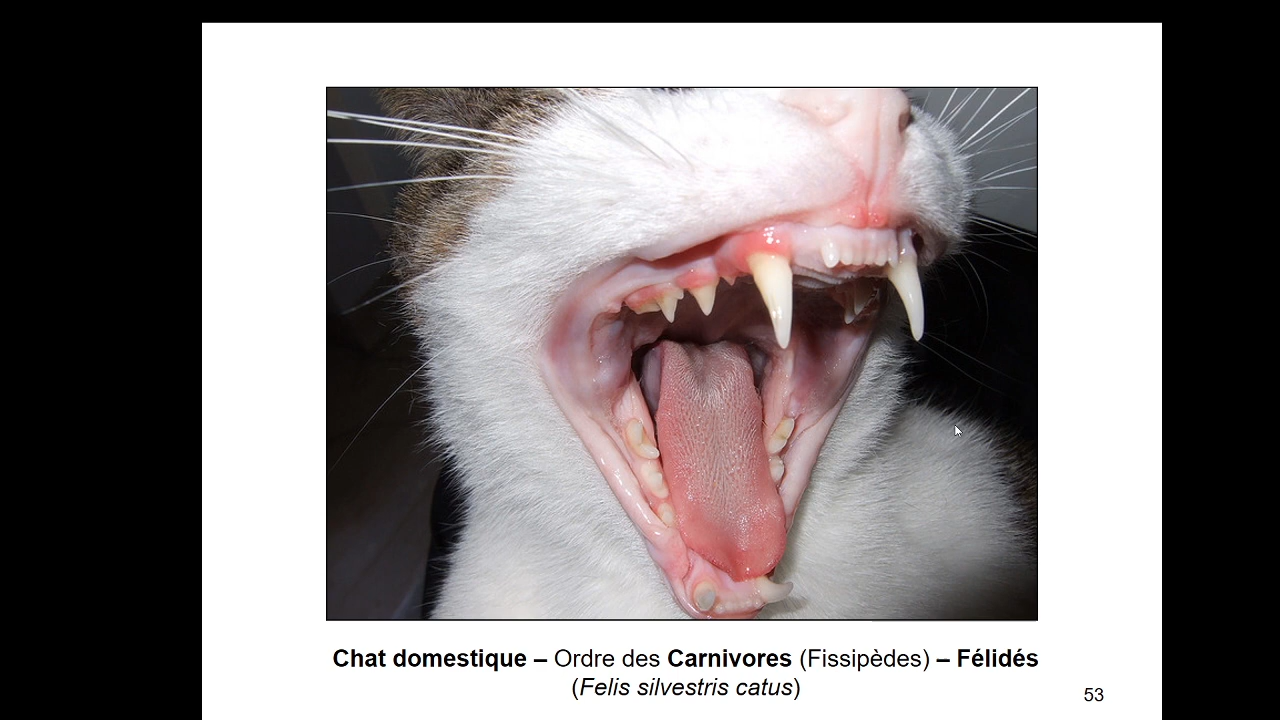 Chat domestique – Ordre des Carnivores (Fissipèdes) – Félidés
(Felis silvestris catus)
53